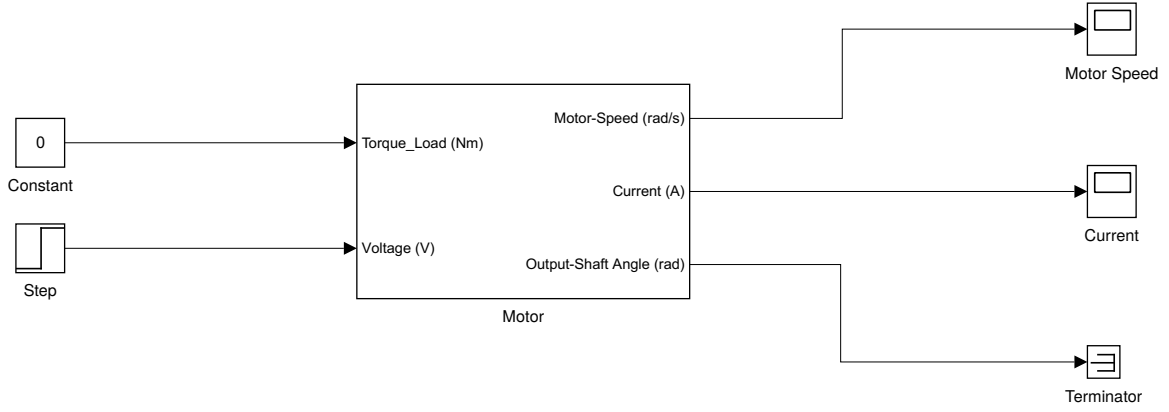 Motor Speed
Motor-Speed (rad/s)
0
Torque_Load (Nm)
Constant
Current (A)
Current
Voltage (V)
Output-Shaft Angle (rad)
Step
Motor
Terminator